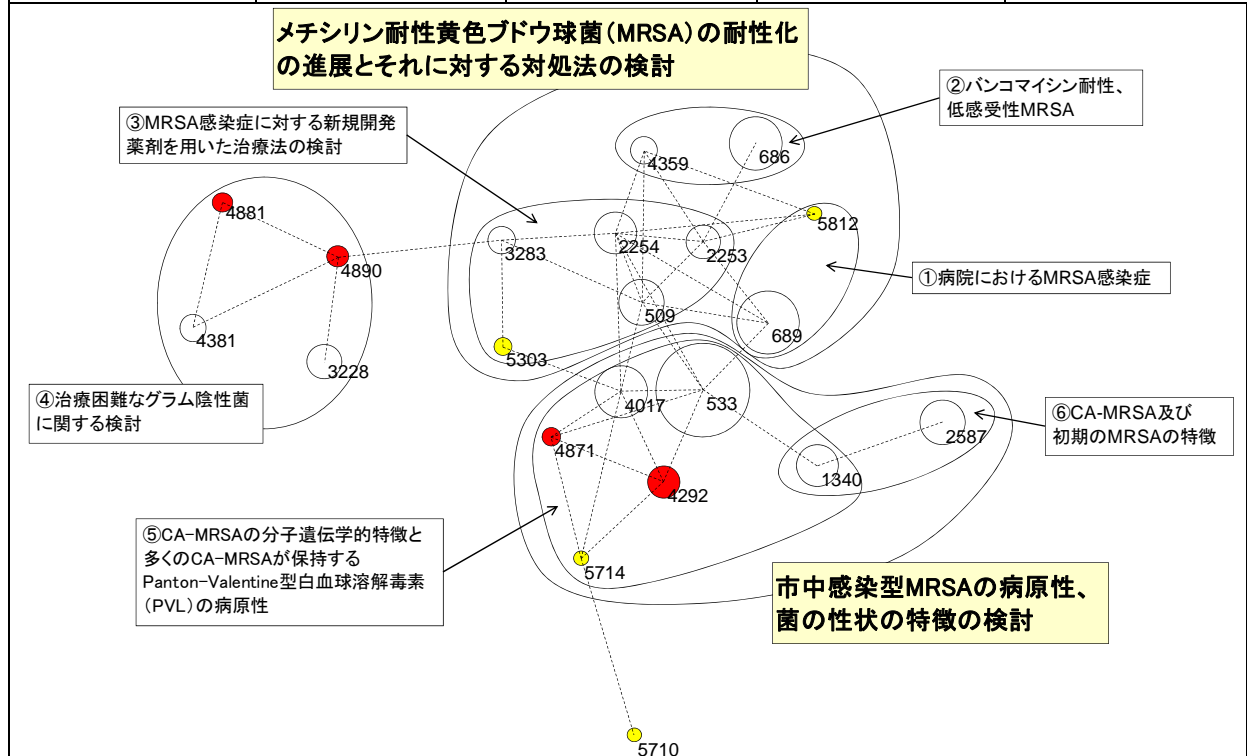 メチシリン耐性黄色ブドウ球菌(MRSA)の耐性化
の進展とそれに対する対処法の検討
②バンコマイシン耐性、
低感受性MRSA
③MRSA感染症に対する新規開発
薬剤を用いた治療法の検討
4359
686
4881
5812
4890
3283
2254
2253
①病院におけるMRSA感染症
509
689
4381
5303
3228
④治療困難なグラム陰性菌
に関する検討
4017
533
⑥CA-MRSA及び
初期のMRSAの特徴
2587
4871
1340
4292
⑤CA-MRSAの分子遺伝学的特徴と
多くのCA-MRSAが保持する
Panton-Valentine型白血球溶解毒素
(PVL)の病原性
5714
市中感染型MRSAの病原性、
菌の性状の特徴の検討
5710